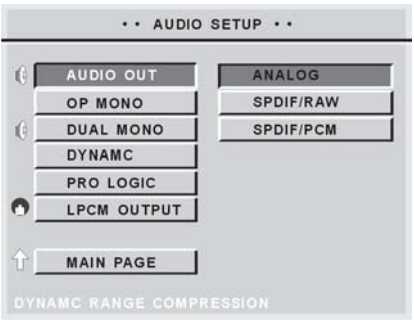 •• AUDIO SETUP ••
AUDIO OUT
OP MONO
DUAL MONO
DYNAMC
PRO LOGIC
LPCM OUTPUT
MAIN PAGE
ANALOG
SPDIF/RAW
SPDIF/PCM
DYNAMC RANGE COMPRESSION